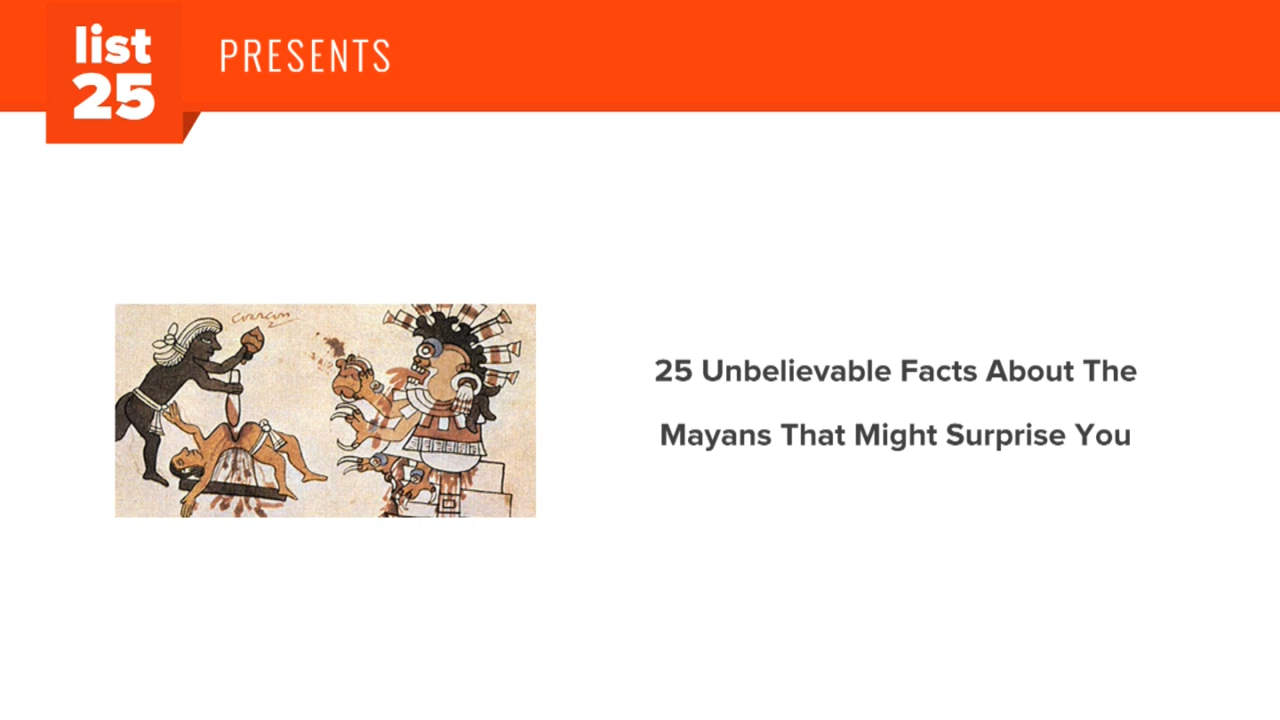 list
25
PRESENTS
25 Unbelievable Facts About The
Mayans That Might Surprise You